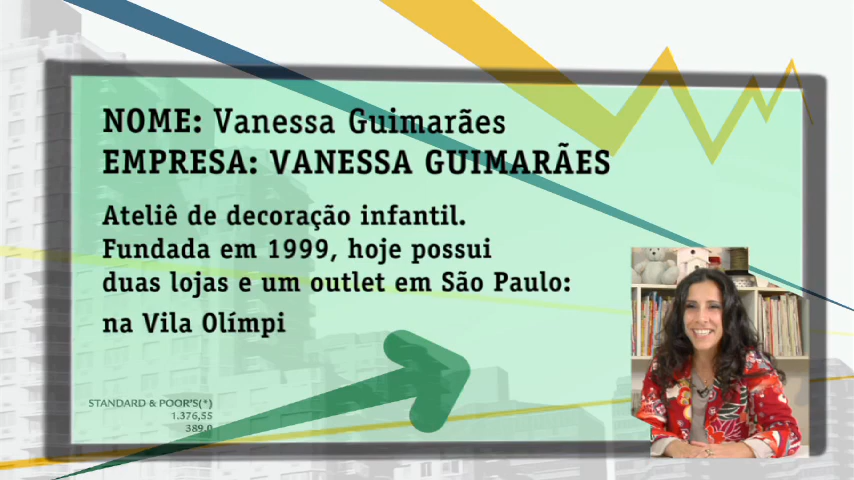 NOME: Vanessa Guimarães
EMPRESA: VANESSA GUIMARÃES
Ateliê de decoração infantil.
Fundada em 1999, hoje possui
duas lojas e um outlet em São Paulo:
na Vila Olímpi
STANDARD & POOR'S(*)
1.376,55
389.0